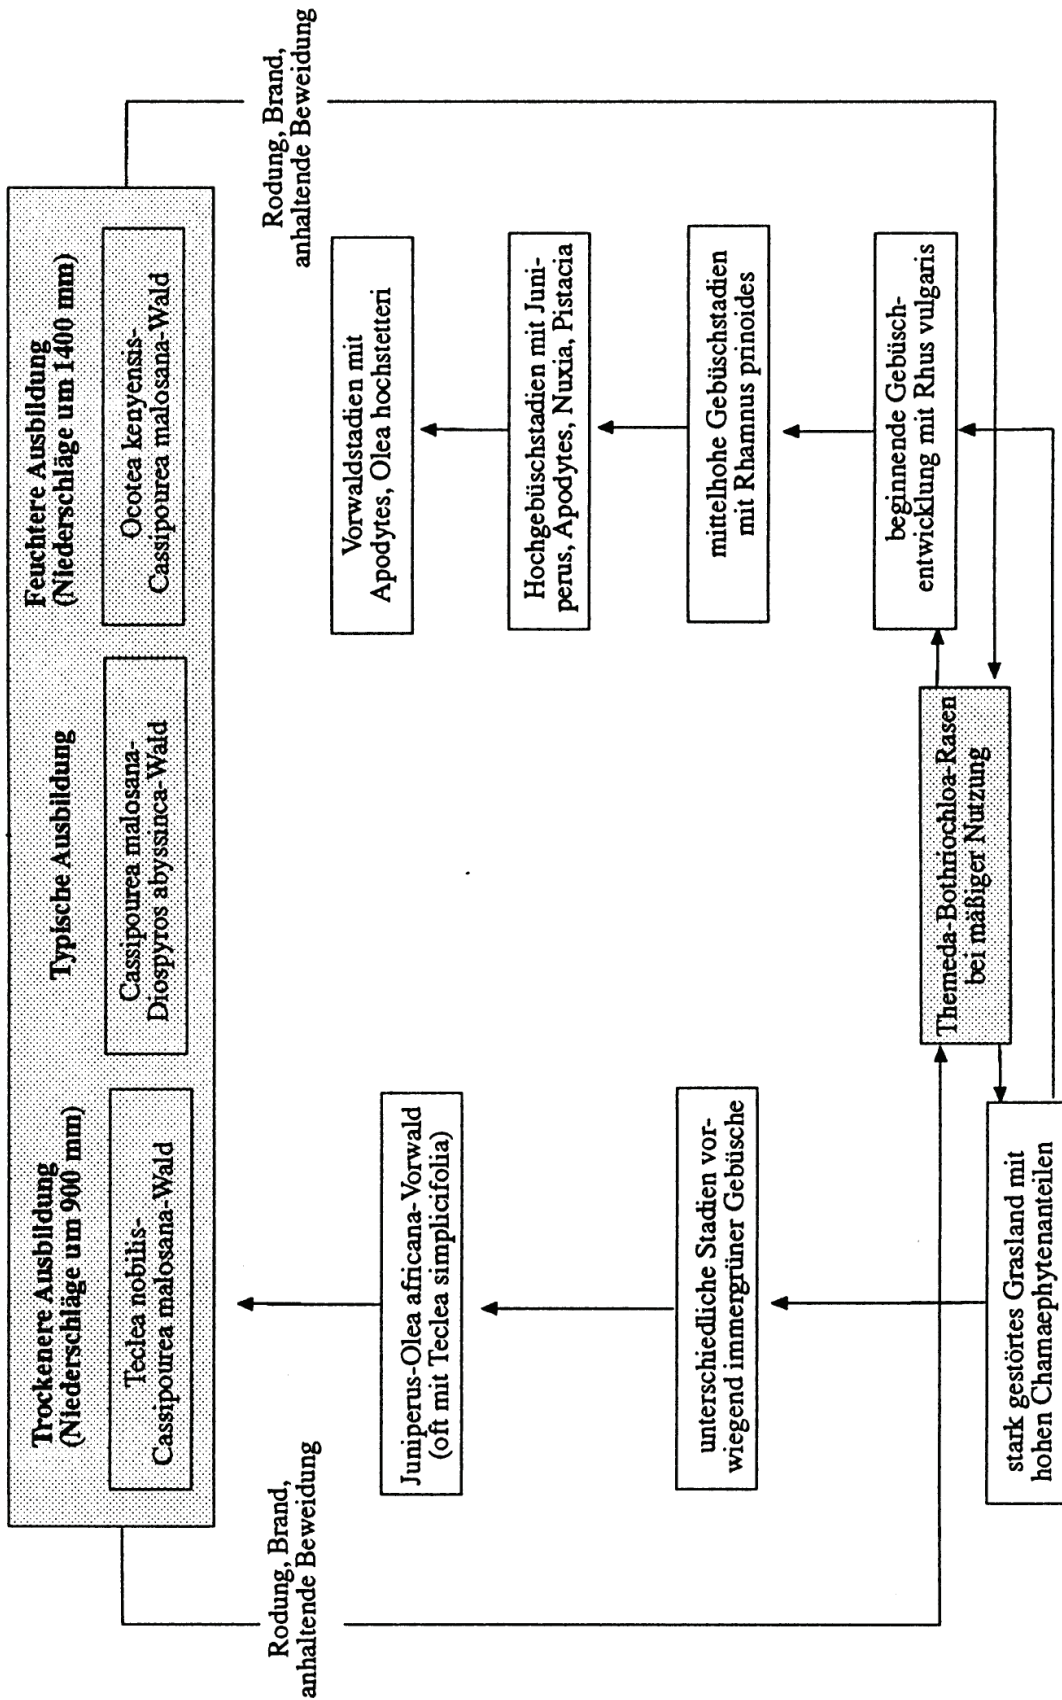 Trockenere Ausbildung
(Niederschläge um 900 mm)
Teclea nobilis-
Cassipourea malosana-Wald
Typische Ausbildung
Cassipourea malosana-
Diospyros abyssinca-Wald
Feuchtere Ausbildung
(Niederschläge um 1400 mm)
Ocotea kenyensis-
Cassipourea malosana-Wald
Rodung, Brand,
anhaltende Beweidung
Juniperus-Olea africana-Vorwald
(oft mit Teclea simplicifolia)
unterschiedliche Stadien vor-
wiegend immergrüner Gebüsche
stark gestörtes Grasland mit
hohen Chamaephytenanteilen
Themeda-Bothriochloa-Rasen
bei mäßiger Nutzung
Rodung, Brand,
anhaltende Beweidung
Vorwaldstadien mit
Apodytes, Olea hochstetteri
Hochgebüschstadien mit Juni-
perus, Apodytes, Nuxia, Pistacia
mittelhohe Gebüschstadien
mit Rhamnus prinoides
beginnende Gebüsch-
entwicklung mit Rhus vulgaris